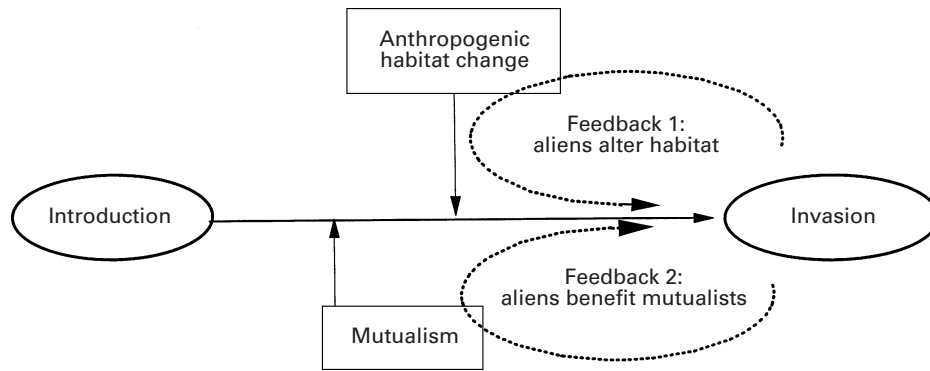 Anthropogenic
habitat change
Feedback 1:
aliens alter habitat
Introduction
Invasion
Feedback 2:
aliens benefit mutualists
Mutualism